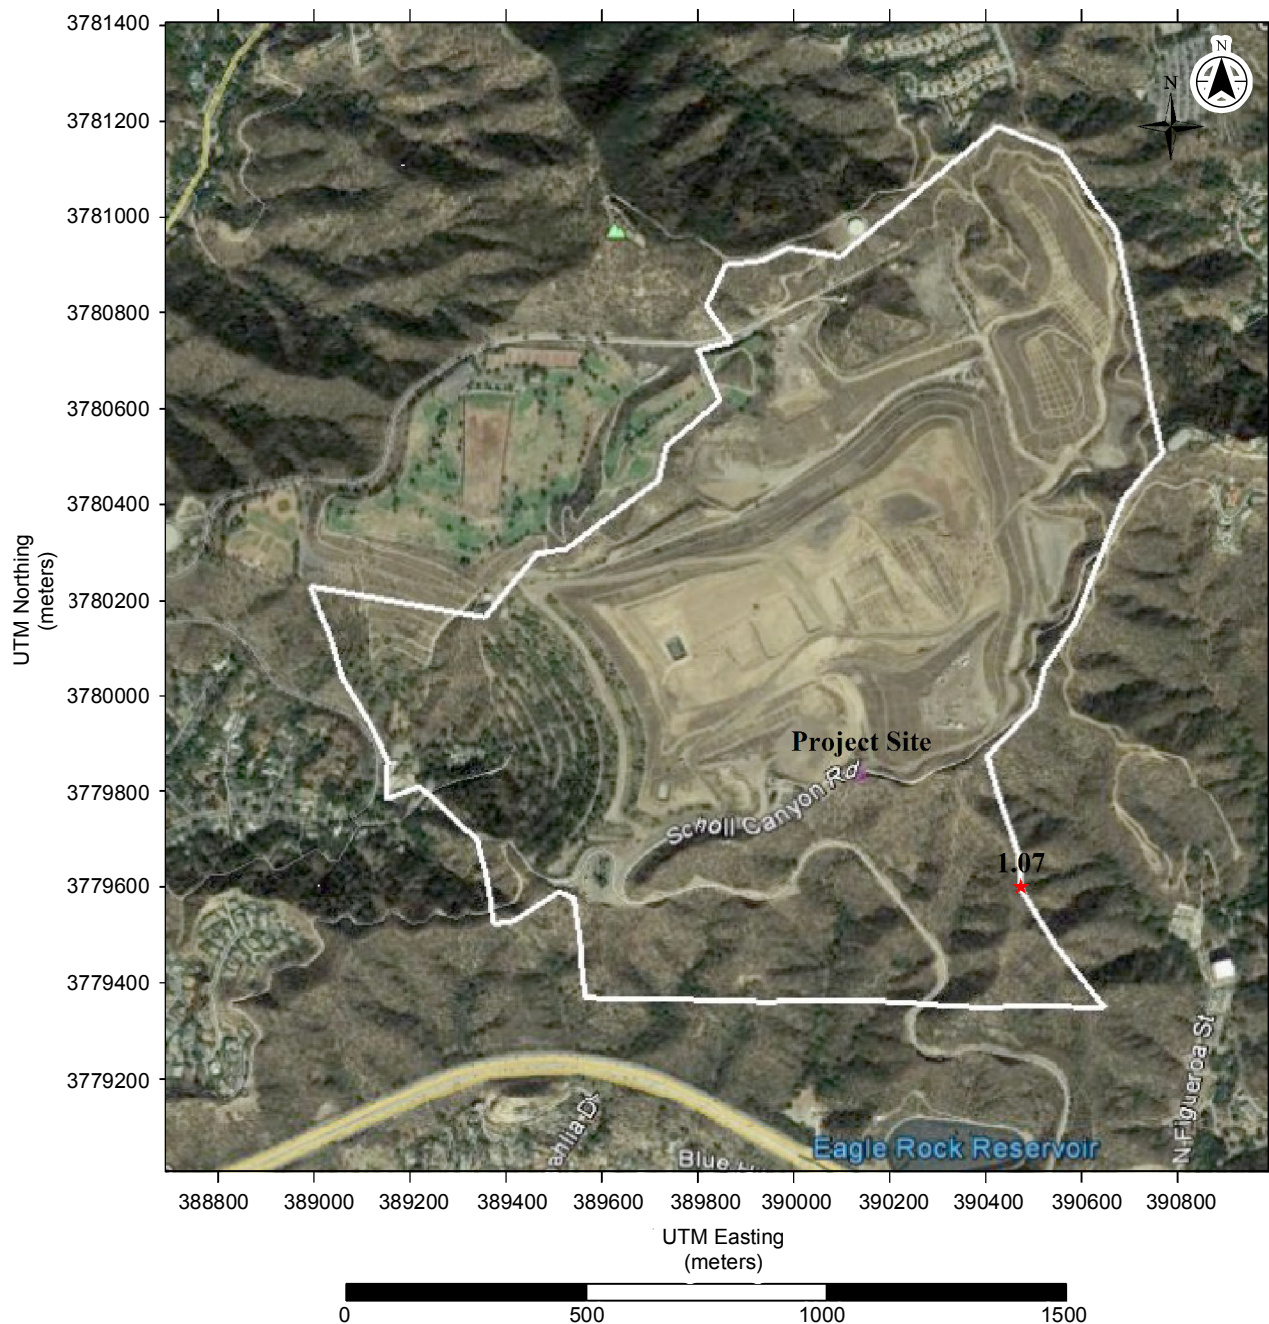 3781400
3781200
3781000
3780800
3780600
3780400
3780200
3780000
3779800
3779600
3779400
3779200
UTM Northing
(meters)
N
N
Project Site
Scholl Canyon Rd
1.07
N Figueroa St
Eagle Rock Reservoir
Blue
388800 389000 389200 389400 389600 389800 390000 390200 390400 390600 390800
UTM Easting
(meters)
0 500 1000 1500